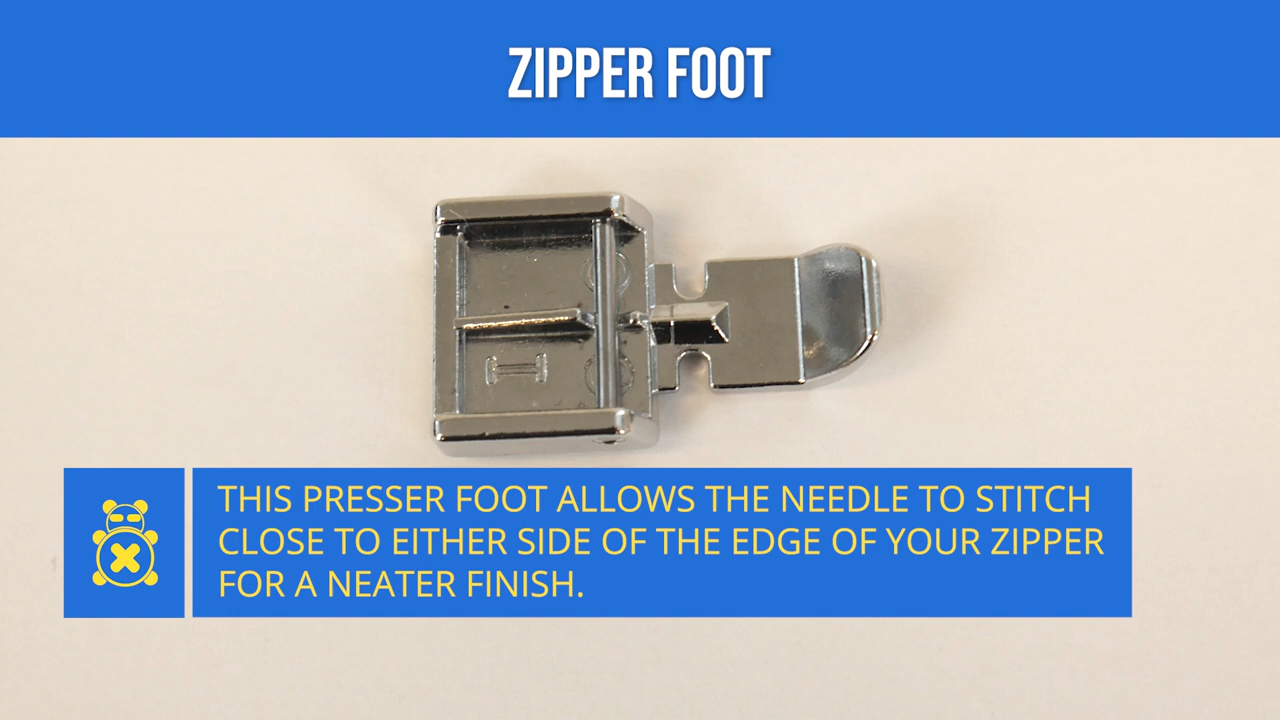 ZIPPER FOOT
I
THIS PRESSER FOOT ALLOWS THE NEEDLE TO STITCH
CLOSE TO EITHER SIDE OF THE EDGE OF YOUR ZIPPER
FOR A NEATER FINISH.